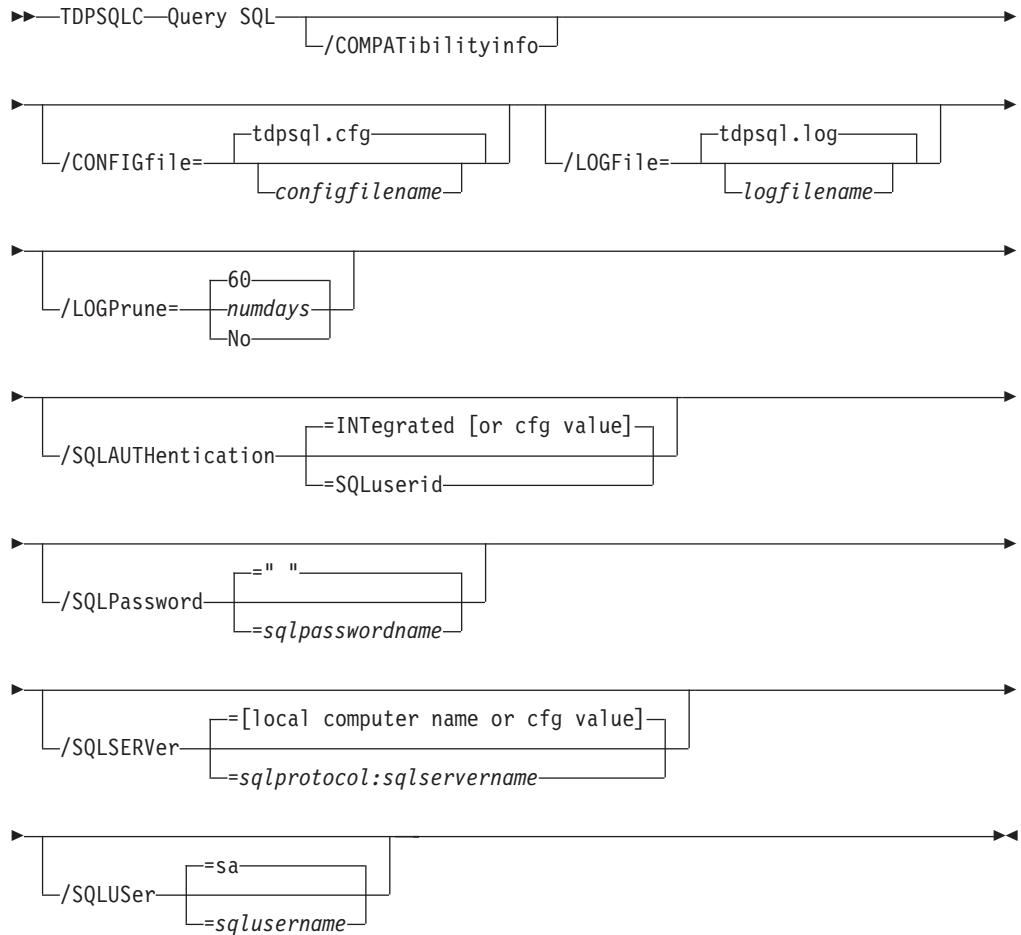 TDPSQLC Query SQL
/COMPATibilityinfo
tdpsql.cfg tdpsql.log
/CONFIGfile= /LOGFile=
configfilename logfilename
60
/LOGPrune= numdays
No
=INTegrated [or cfg value]
/SQLAUTHentication
=SQLuserid
=" "
/SQLPassword
=sqlpasswordname
=[local computer name or cfg value]
/SQLSERVer
=sqlprotocol:sqlservername
=sa
/SQLUSer
=sqlusername